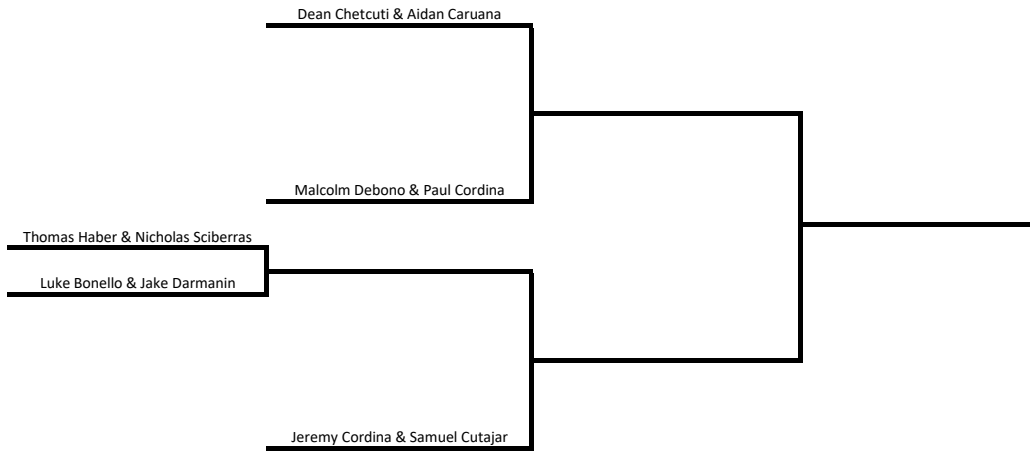 Dean Chetcuti & Aidan Caruana
Malcolm Debono & Paul Cordina
Thomas Haber & Nicholas Sciberras
Luke Bonello & Jake Darmanin
Jeremy Cordina & Samuel Cutajar